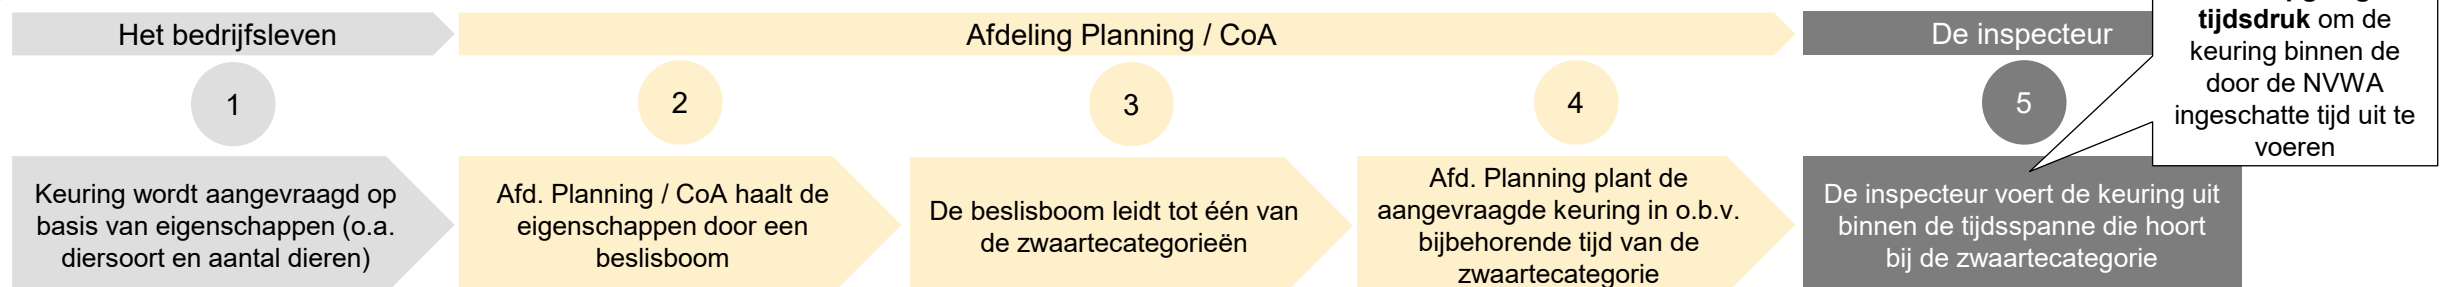 Het bedrijfsleven
Afdeling Planning / CoA
De inspecteur
tijdsdruk om de
keuring binnen de
door de NVWA
ingeschatte tijd uit te
voeren
1
2
3
4
5
Keuring wordt aangevraagd op
basis van eigenschappen (o.a.
diersoort en aantal dieren)
Afd. Planning / CoA haalt de
eigenschappen door een
beslisboom
De beslisboom leidt tot één van
de zwaartecategorieën
Afd. Planning plant de
aangevraagde keuring in o.b.v.
bijbehorende tijd van de
zwaartecategorie
De inspecteur voert de keuring uit
binnen de tijdsspanne die hoort
bij de zwaartecategorie